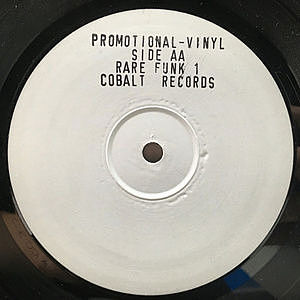 PROMOTIONAL-VINYL
SIDE AA
RARE FUNK 1
COBALT RECORDS